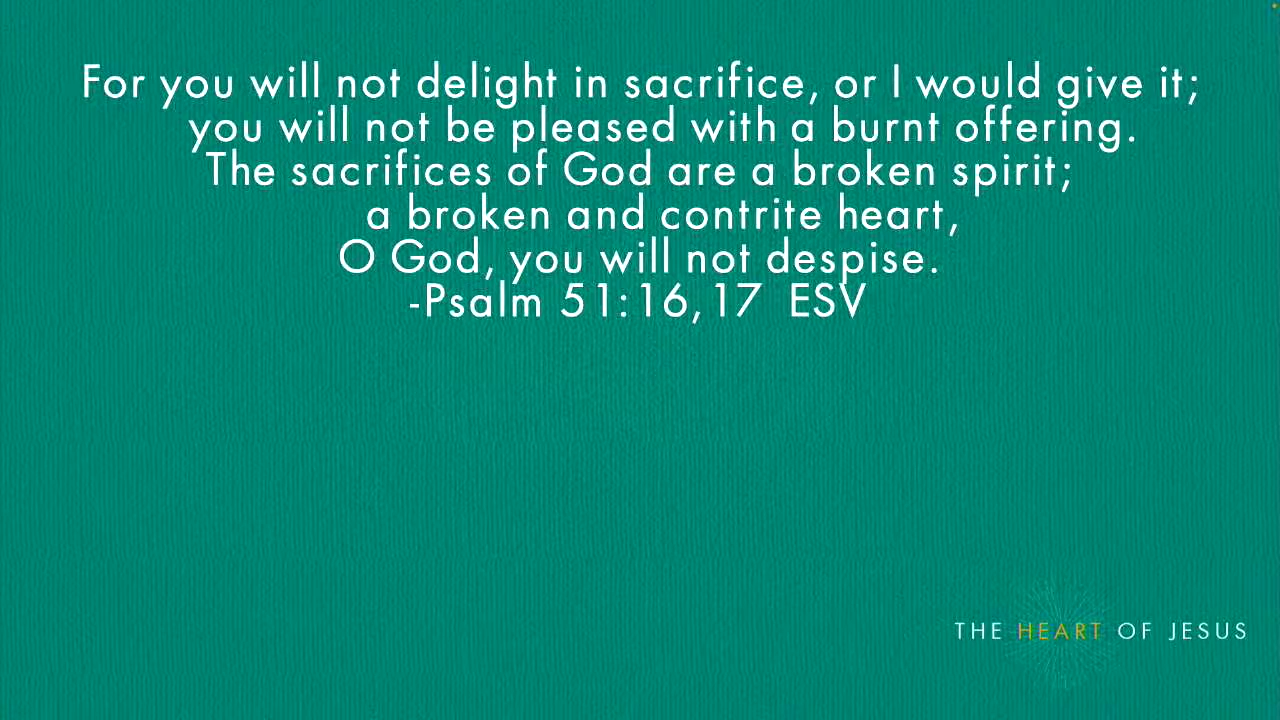 For you will not delight in sacrifice, or I would give it;
you will not be pleased with a burnt offering.
The sacrifices of God are a broken spirit;
a broken and contrite heart,
O God, you will not despise.
-Psalm 51:16,17  ESV
THE HEART OF JESUS